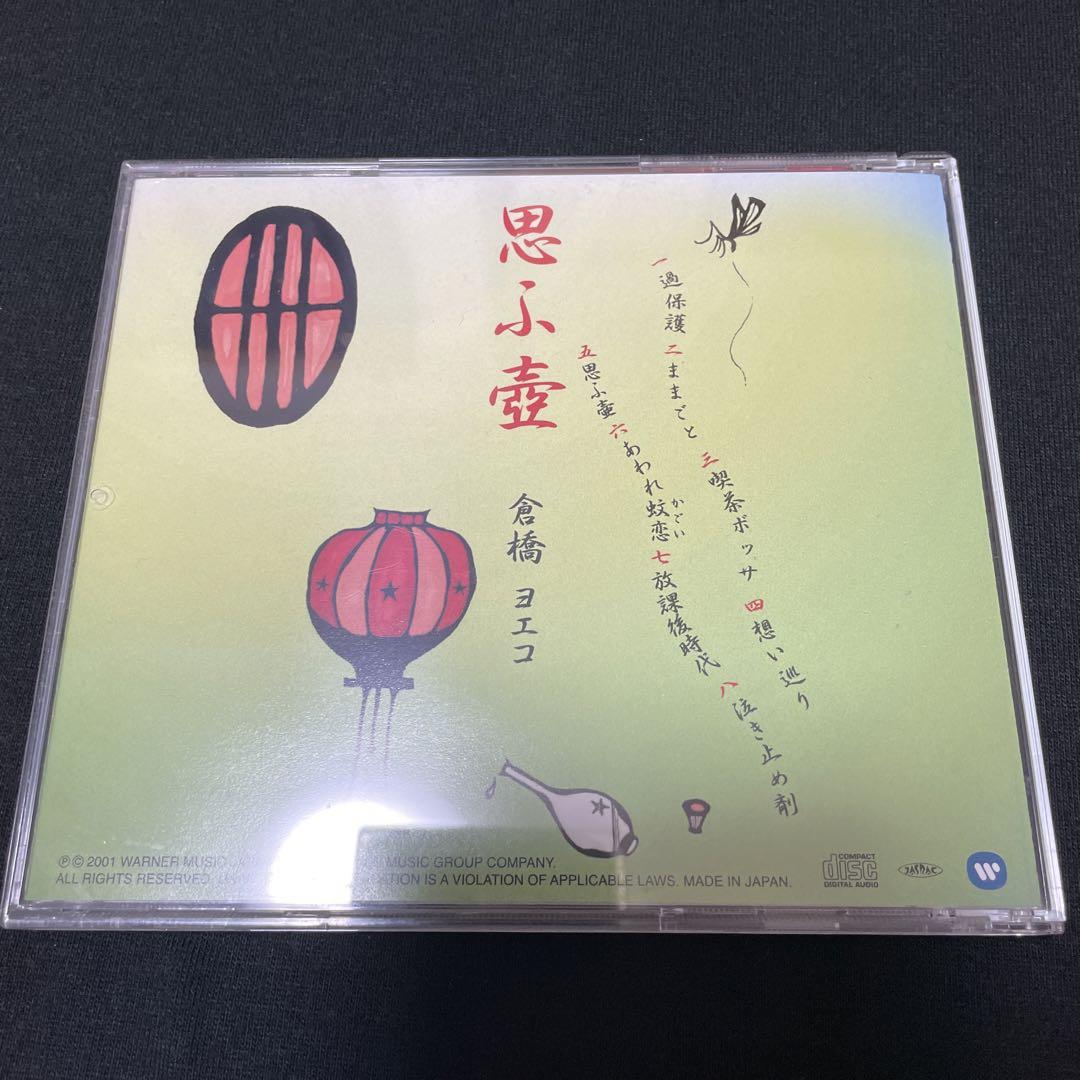 思ふ壺
倉橋 ヨエコ
一 過保護 二 ままごと 三 喫茶ボッサ 四 想い巡り
五 思ふ壷 六 あわれ蚊恋 七 放課後時代 八 泣き止め剤
かごい
℗© 2001 WARNER MUSIC MUSIC GROUP COMPANY.
ALL RIGHTS RESERVED. IS A VIOLATION OF APPLICABLE LAWS. MADE IN JAPAN.
COMPACT
disc
DIGITAL AUDIO
JASRAC